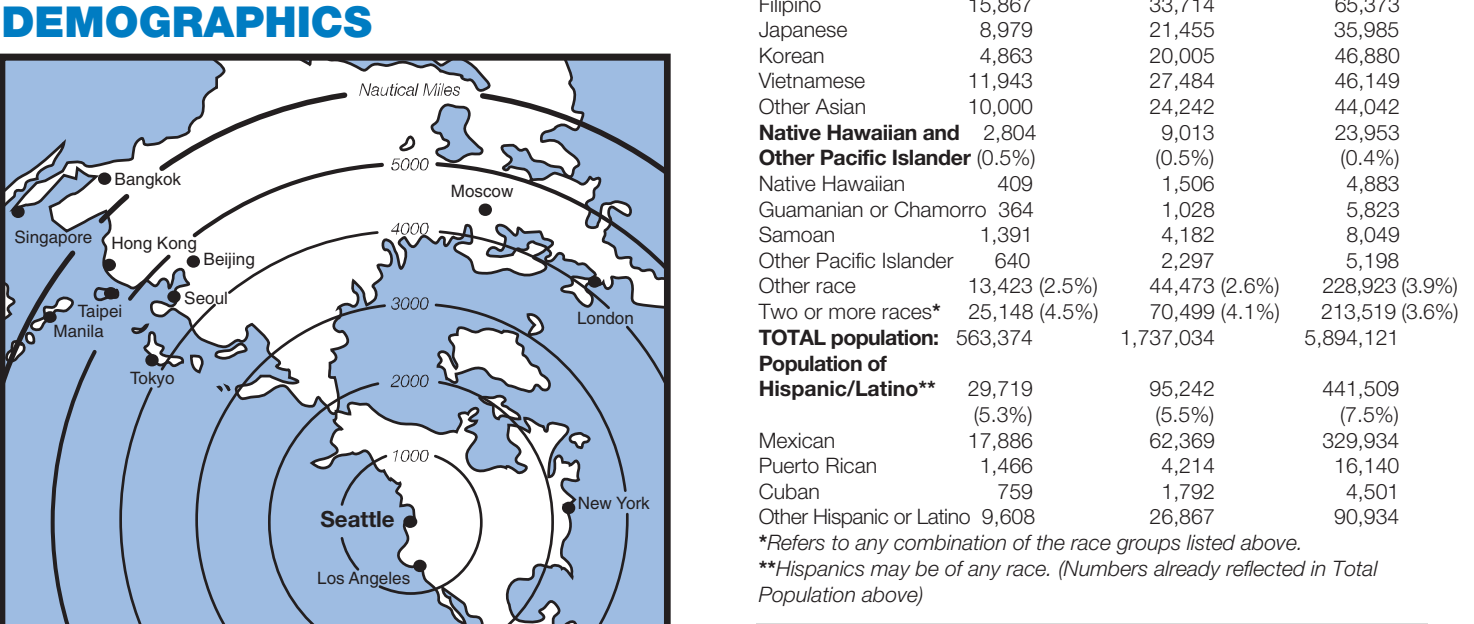 DEMOGRAPHICS
Nautical Miles
5000
4000
3000
2000
1000
Bangkok
Moscow
Singapore
Hong Kong
Beijing
Seoul
Taipei
Manila
London
Tokyo
New York
Seattle
Los Angeles
Filipino 15,867 33,714 65,373
Japanese 8,979 21,455 35,985
Korean 4,863 20,005 46,880
Vietnamese 11,943 27,484 46,149
Other Asian 10,000 24,242 44,042
Native Hawaiian and 2,804 9,013 23,953
Other Pacific Islander (0.5%) (0.5%) (0.4%)
Native Hawaiian 409 1,506 4,883
Guamanian or Chamorro 364 1,028 5,823
Samoan 1,391 4,182 8,049
Other Pacific Islander 640 2,297 5,198
Other race 13,423 (2.5%) 44,473 (2.6%) 228,923 (3.9%)
Two or more races* 25,148 (4.5%) 70,499 (4.1%) 213,519 (3.6%)
TOTAL population: 563,374 1,737,034 5,894,121
Population of
Hispanic/Latino** 29,719 95,242 441,509
(5.3%) (5.5%) (7.5%)
Mexican 17,886 62,369 329,934
Puerto Rican 1,466 4,214 16,140
Cuban 759 1,792 4,501
Other Hispanic or Latino 9,608 26,867 90,934
*Refers to any combination of the race groups listed above.
**Hispanics may be of any race. (Numbers already reflected in Total
Population above)